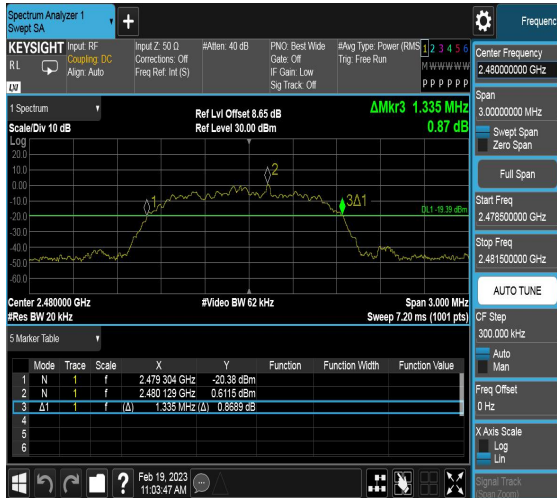 Spectrum Analyzer 1
Swept SA
Frequenc
KEYSIGHT
RL
Input: RF
Coupling: DC
Align: Auto
Input Z: 50 Ω
Corrections: Off
Freq Ref: Int (S)
#Atten: 40 dB
PNO: Best Wide
Gate: Off
IF Gain: Low
Sig Track: Off
#Avg Type: Power (RMS
Trig: Free Run
1 2 3 4 5 6
M W W W W W
P P P P P P
1 Spectrum
Scale/Div 10 dB
Ref Lvl Offset 8.65 dB
Ref Level 30.00 dBm
ΔMkr3 1.335 MHz
0.87 dB
Log
20.0
10.0
0.00
-10.0
-20.0
-30.0
-40.0
-50.0
-60.0
1
2
3Δ1
DL1 -19.39 dBm
Center 2.480000 GHz
#Res BW 20 kHz
#Video BW 62 kHz
Span 3.000 MHz
Sweep 7.20 ms (1001 pts)
5 Marker Table
Mode Trace Scale X Y Function Function Width Function Value
1 N 1 f 2.479 304 GHz -20.38 dBm
2 N 1 f 2.480 129 GHz 0.6115 dBm
3 Δ1 1 f (Δ) 1.335 MHz (Δ) 0.8689 dB
4
5
6
Feb 19, 2023
11:03:47 AM
Center Frequency
2.480000000 GHz
Span
3.00000000 MHz
Swept Span
Zero Span
Full Span
Start Freq
2.478500000 GHz
Stop Freq
2.481500000 GHz
AUTO TUNE
CF Step
300.000 kHz
Auto
Man
Freq Offset
0 Hz
X Axis Scale
Log
Lin
Signal Track
(Span Zoom)